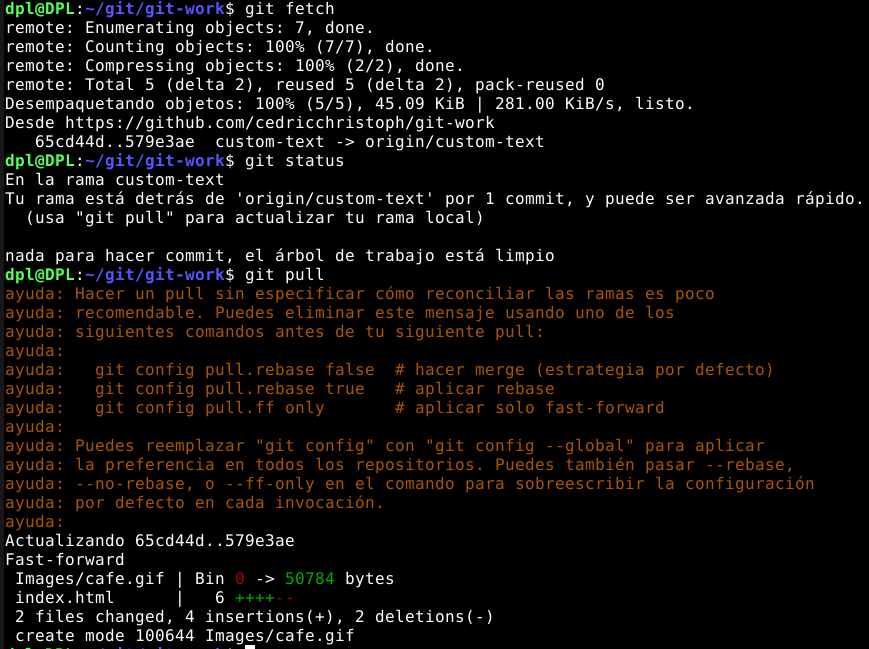 dpl@DPL:~/git/git-work$ git fetch
remote: Enumerating objects: 7, done.
remote: Counting objects: 100% (7/7), done.
remote: Compressing objects: 100% (2/2), done.
remote: Total 5 (delta 2), reused 5 (delta 2), pack-reused 0
Desempaquetando objetos: 100% (5/5), 45.09 KiB | 281.00 KiB/s, listo.
Desde https://github.com/cedricchristoph/git-work
   65cd44d..579e3ae  custom-text -> origin/custom-text
dpl@DPL:~/git/git-work$ git status
En la rama custom-text
Tu rama está detrás de 'origin/custom-text' por 1 commit, y puede ser avanzada rápido.
  (usa "git pull" para actualizar tu rama local)

nada para hacer commit, el árbol de trabajo está limpio
dpl@DPL:~/git/git-work$ git pull
ayuda: Hacer un pull sin especificar cómo reconciliar las ramas es poco
ayuda: recomendable. Puedes eliminar este mensaje usando uno de los
ayuda: siguientes comandos antes de tu siguiente pull:
ayuda:
ayuda:   git config pull.rebase false  # hacer merge (estrategia por defecto)
ayuda:   git config pull.rebase true   # aplicar rebase
ayuda:   git config pull.ff only       # aplicar solo fast-forward
ayuda:
ayuda: Puedes reemplazar "git config" con "git config --global" para aplicar
ayuda: la preferencia en todos los repositorios. Puedes también pasar --rebase,
ayuda: --no-rebase, o --ff-only en el comando para sobreescribir la configuración
ayuda: por defecto en cada invocación.
ayuda:
Actualizando 65cd44d..579e3ae
Fast-forward
 Images/cafe.gif | Bin 0 -> 50784 bytes
 index.html      |   6 ++++--
 2 files changed, 4 insertions(+), 2 deletions(-)
 create mode 100644 Images/cafe.gif